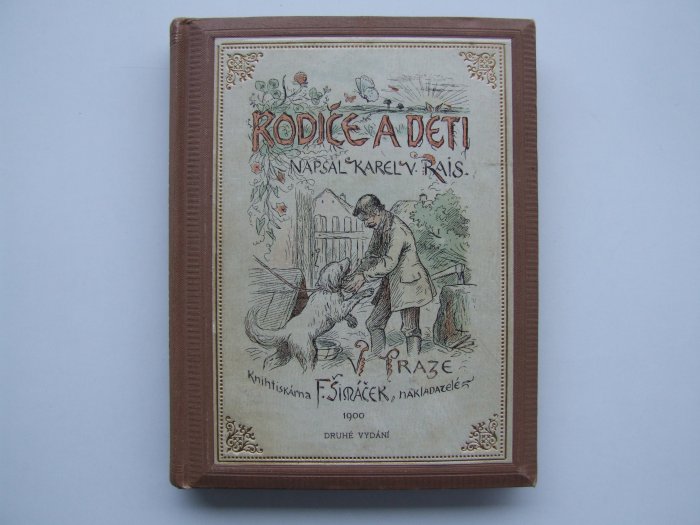 RODIČE A DĚTI
NAPSAL KAREL V. RAIS.
V PRAZE
Knihtiskárna F. ŠIMÁČEK, nakladatelé
1900
DRUHÉ VYDÁNÍ